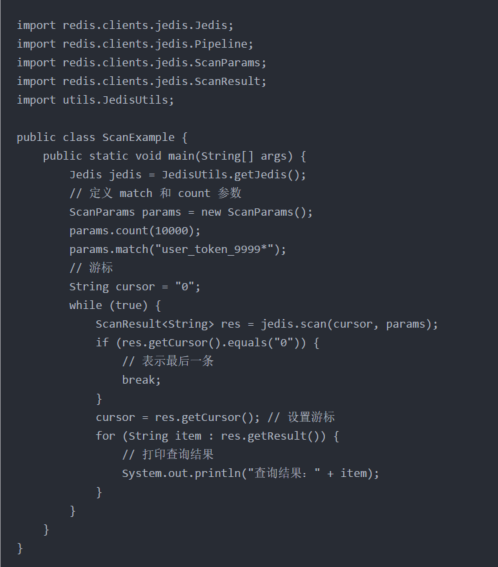 import redis.clients.jedis.Jedis;
import redis.clients.jedis.Pipeline;
import redis.clients.jedis.ScanParams;
import redis.clients.jedis.ScanResult;
import utils.JedisUtils;

public class ScanExample {
    public static void main(String[] args) {
        Jedis jedis = JedisUtils.getJedis();
        // 定义 match 和 count 参数
        ScanParams params = new ScanParams();
        params.count(10000);
        params.match("user_token_9999*");
        // 游标
        String cursor = "0";
        while (true) {
            ScanResult<String> res = jedis.scan(cursor, params);
            if (res.getCursor().equals("0")) {
                // 表示最后一条
                break;
            }
            cursor = res.getCursor(); // 设置游标
            for (String item : res.getResult()) {
                // 打印查询结果
                System.out.println("查询结果：" + item);
            }
        }
    }
}